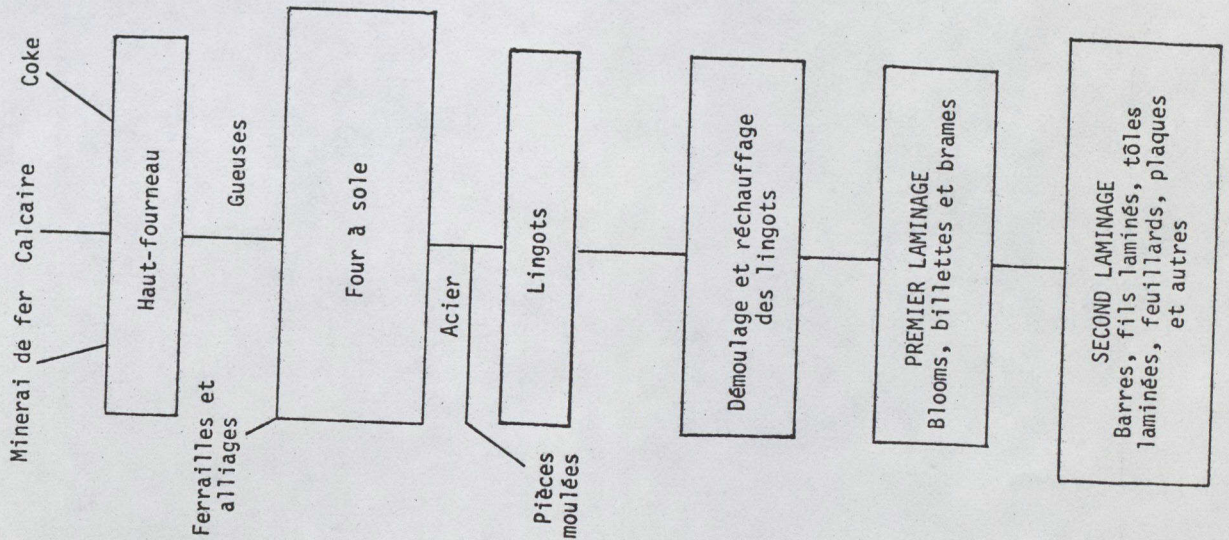 Minerai de fer Calcaire Coke
Haut-fourneau
Gueuses
Ferrailles et
alliages
Four à sole
Acier
Pièces
moulées
Lingots
Démoulage et réchauffage
des lingots
PREMIER LAMINAGE
Blooms, billettes et brames
SECOND LAMINAGE
Barres, fils laminés, tôles
laminées, feuillards, plaques
et autres